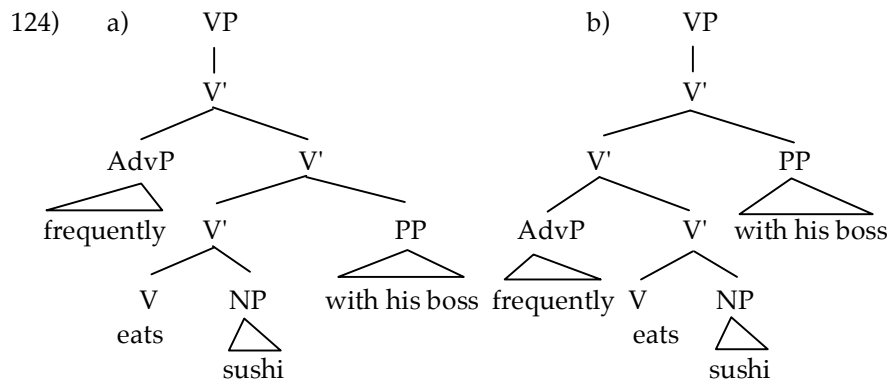 124) a) VP b) VP
V' V'
AdvP V' V' PP
frequently V' PP AdvP V' with his boss
V NP with his boss frequently V NP
eats sushi eats sushi